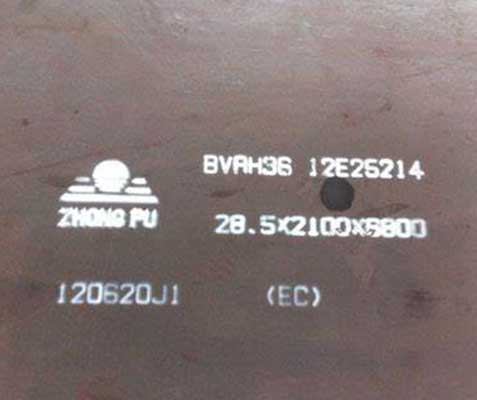 BVAH36 12E25214
ZHONG PU
28.5X2100X6800
120620J1 (EC)